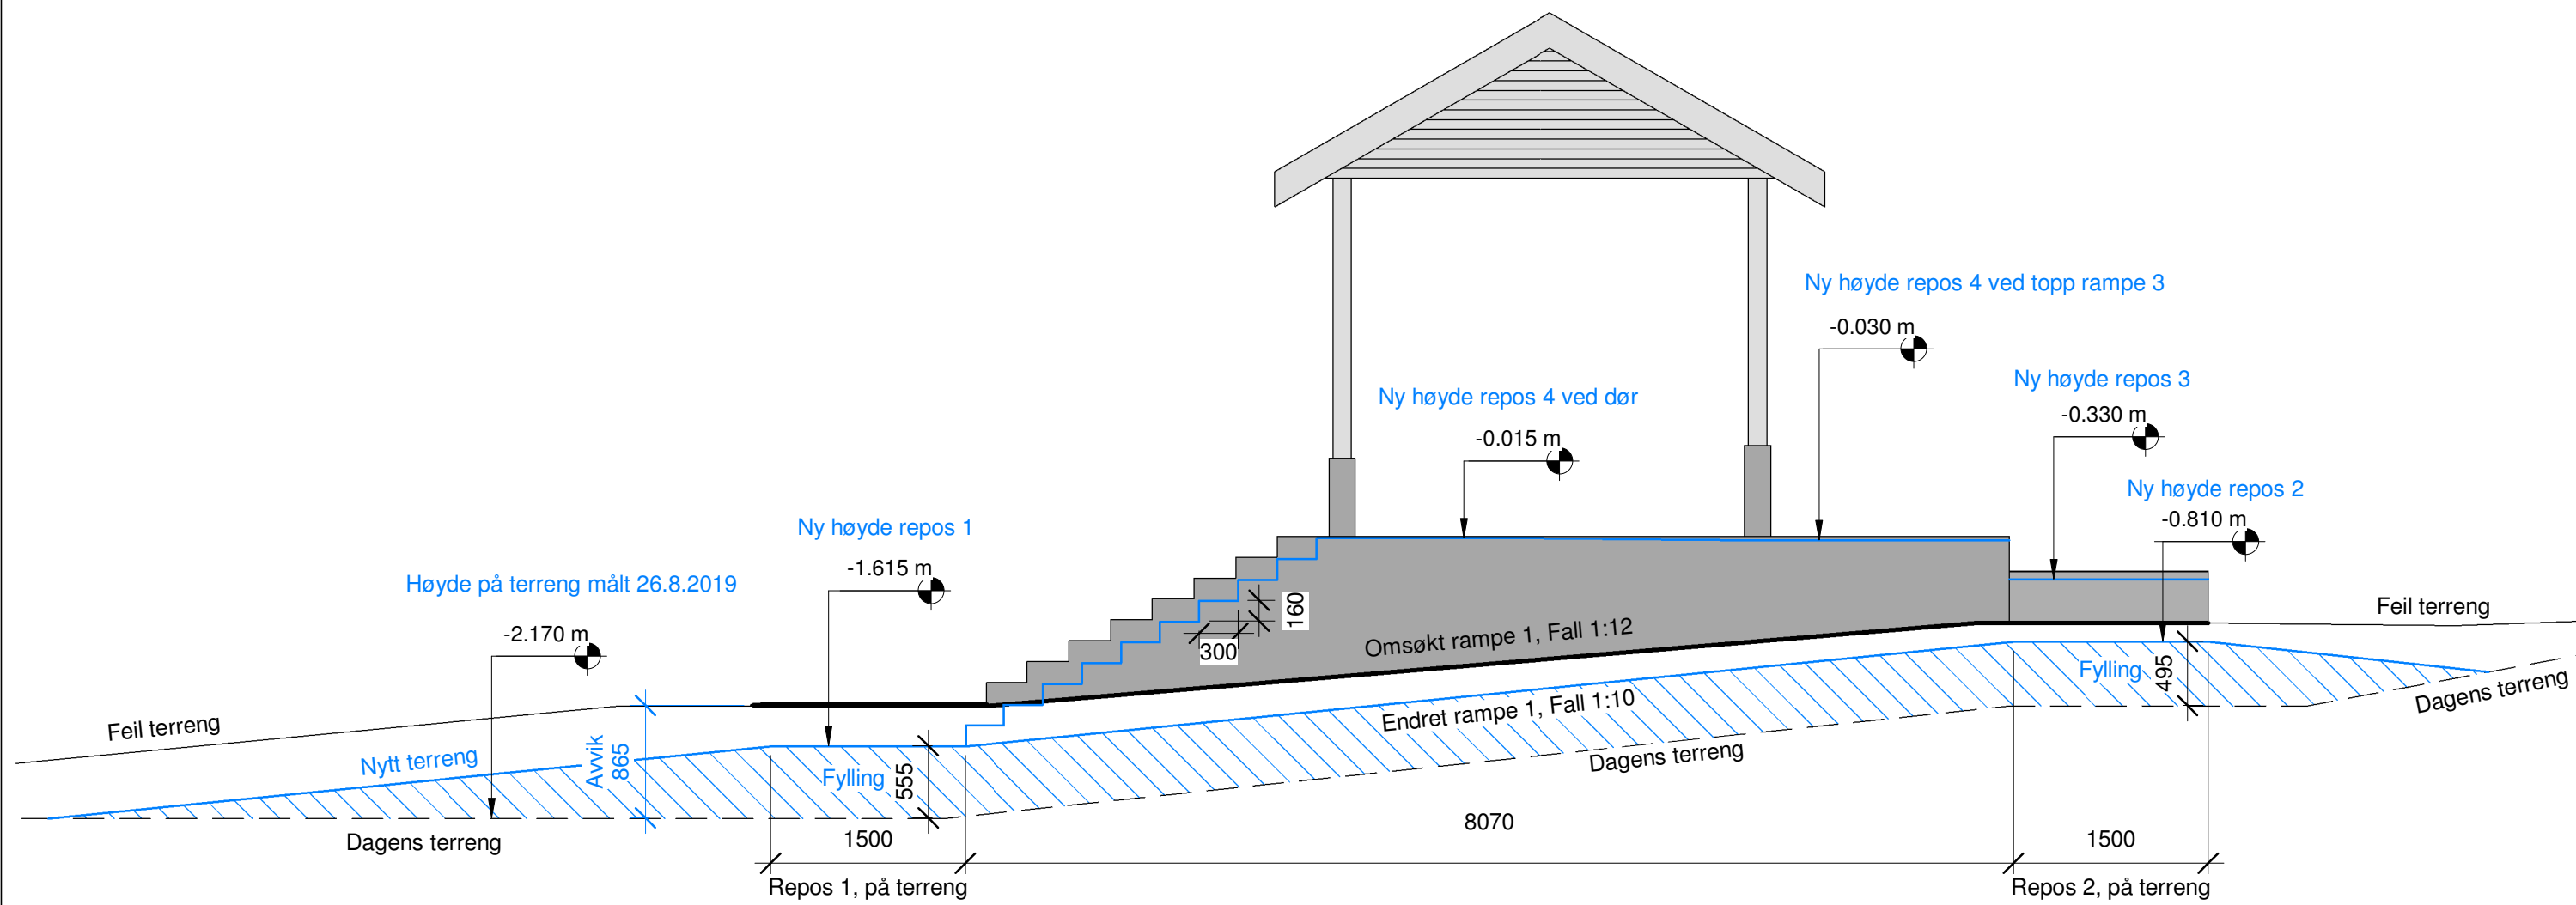 Ny høyde repos 4 ved topp rampe 3
-0.030 m
Ny høyde repos 3
-0.330 m
Ny høyde repos 4 ved dør
-0.015 m
Ny høyde repos 2
-0.810 m
Ny høyde repos 1
-1.615 m
Høyde på terreng målt 26.8.2019
-2.170 m
160
300
Omsøkt rampe 1, Fall 1:12
Feil terreng
Fylling
495
Dagens terreng
Endret rampe 1, Fall 1:10
Dagens terreng
Feil terreng
Nytt terreng
Avvik
865
Fylling
555
Dagens terreng
1500
8070
1500
Repos 1, på terreng
Repos 2, på terreng